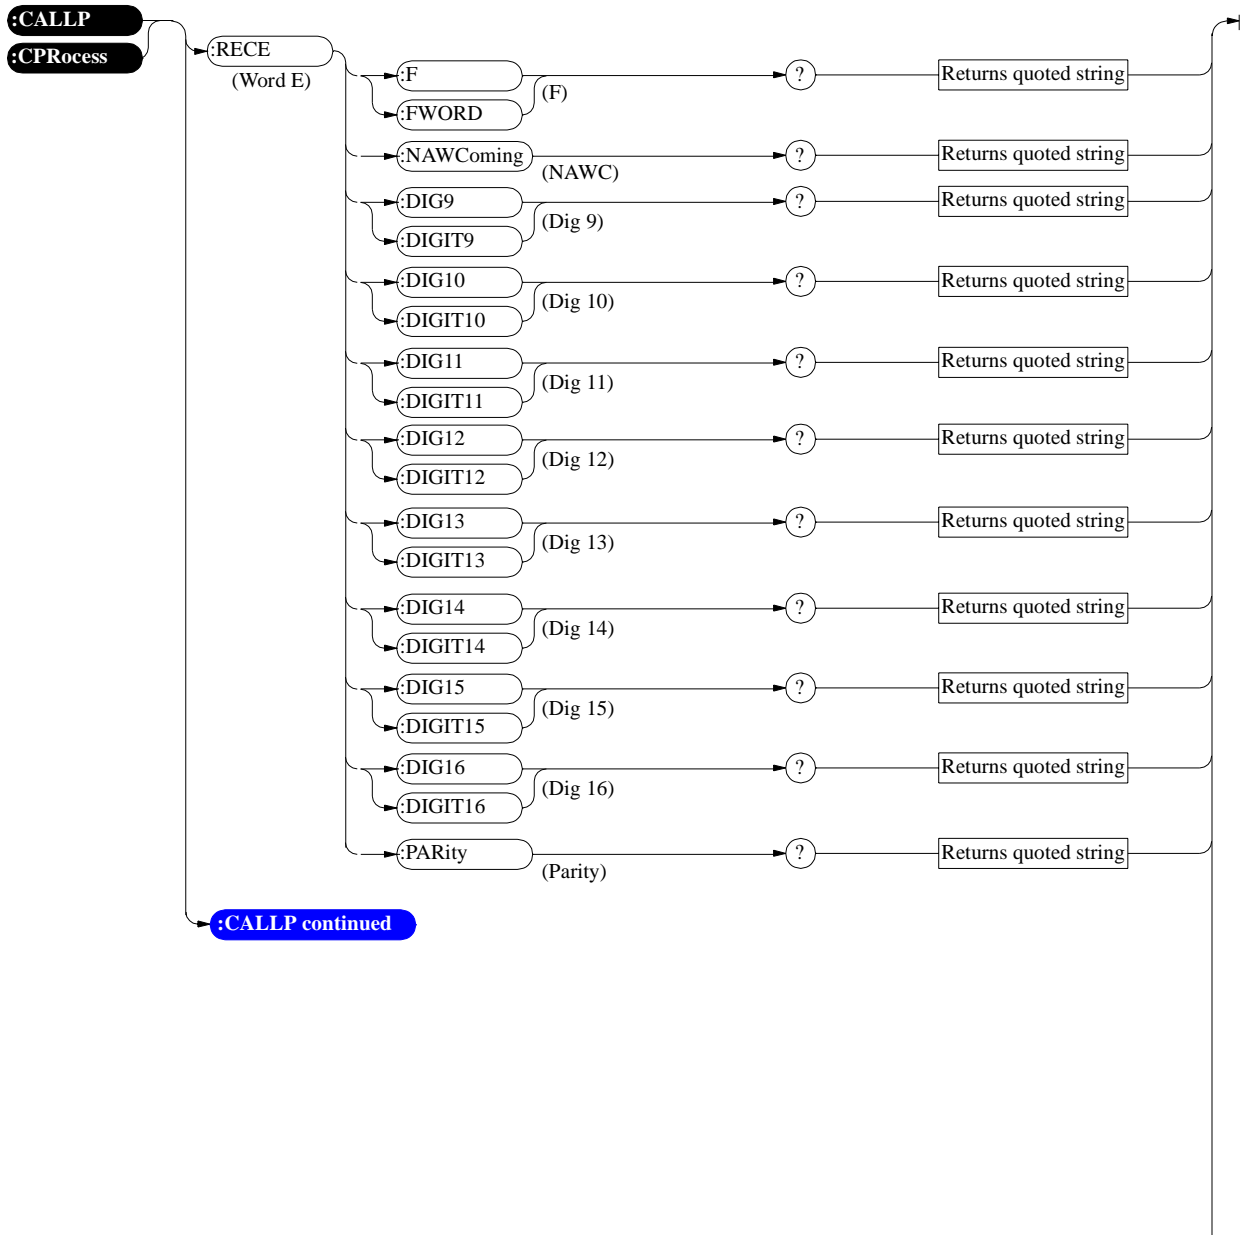 :CALLP
:CPRocess
:RECE
(Word E)
:F
:FWORD
(F)
?
Returns quoted string
:NAWComing
(NAWC)
?
Returns quoted string
:DIG9
:DIGIT9
(Dig 9)
?
Returns quoted string
:DIG10
:DIGIT10
(Dig 10)
?
Returns quoted string
:DIG11
:DIGIT11
(Dig 11)
?
Returns quoted string
:DIG12
:DIGIT12
(Dig 12)
?
Returns quoted string
:DIG13
:DIGIT13
(Dig 13)
?
Returns quoted string
:DIG14
:DIGIT14
(Dig 14)
?
Returns quoted string
:DIG15
:DIGIT15
(Dig 15)
?
Returns quoted string
:DIG16
:DIGIT16
(Dig 16)
?
Returns quoted string
:PARity
(Parity)
?
Returns quoted string
:CALLP continued